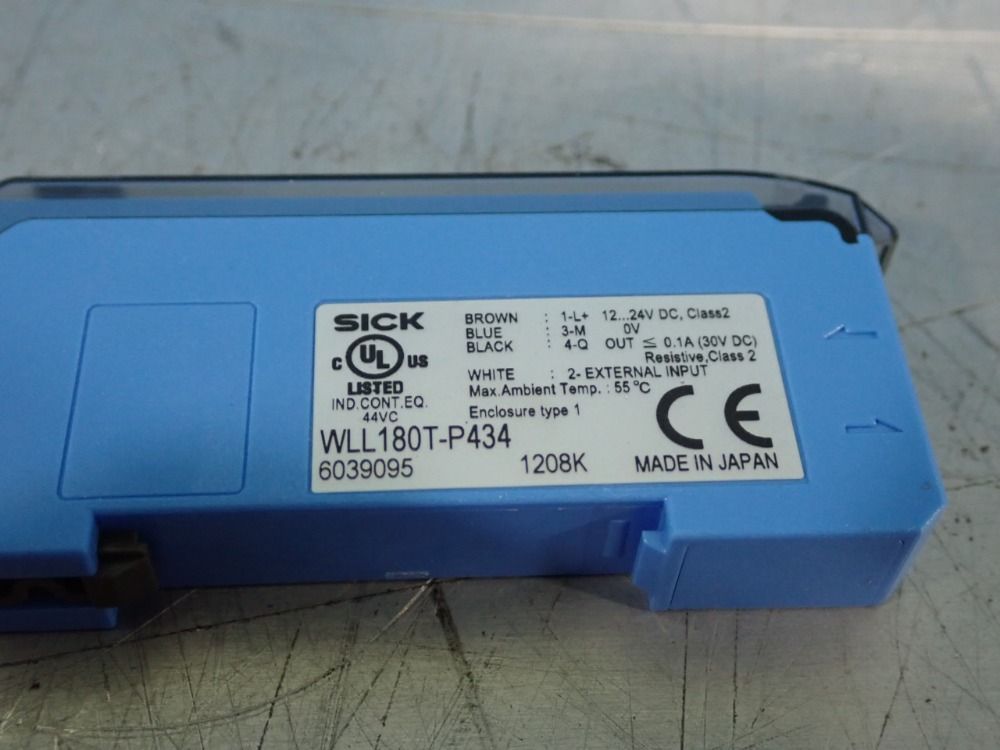 SICK
C UL US
LISTED
IND.CONT.EQ.
44VC
BROWN : 1-L+ 12...24V DC, Class2
BLUE : 3-M 0V
BLACK : 4-Q OUT ≤ 0.1A (30V DC)
Resistive,Class 2
WHITE : 2- EXTERNAL INPUT
Max.Ambient Temp. : 55 °C
Enclosure type 1
CE
WLL180T-P434
6039095 1208K MADE IN JAPAN